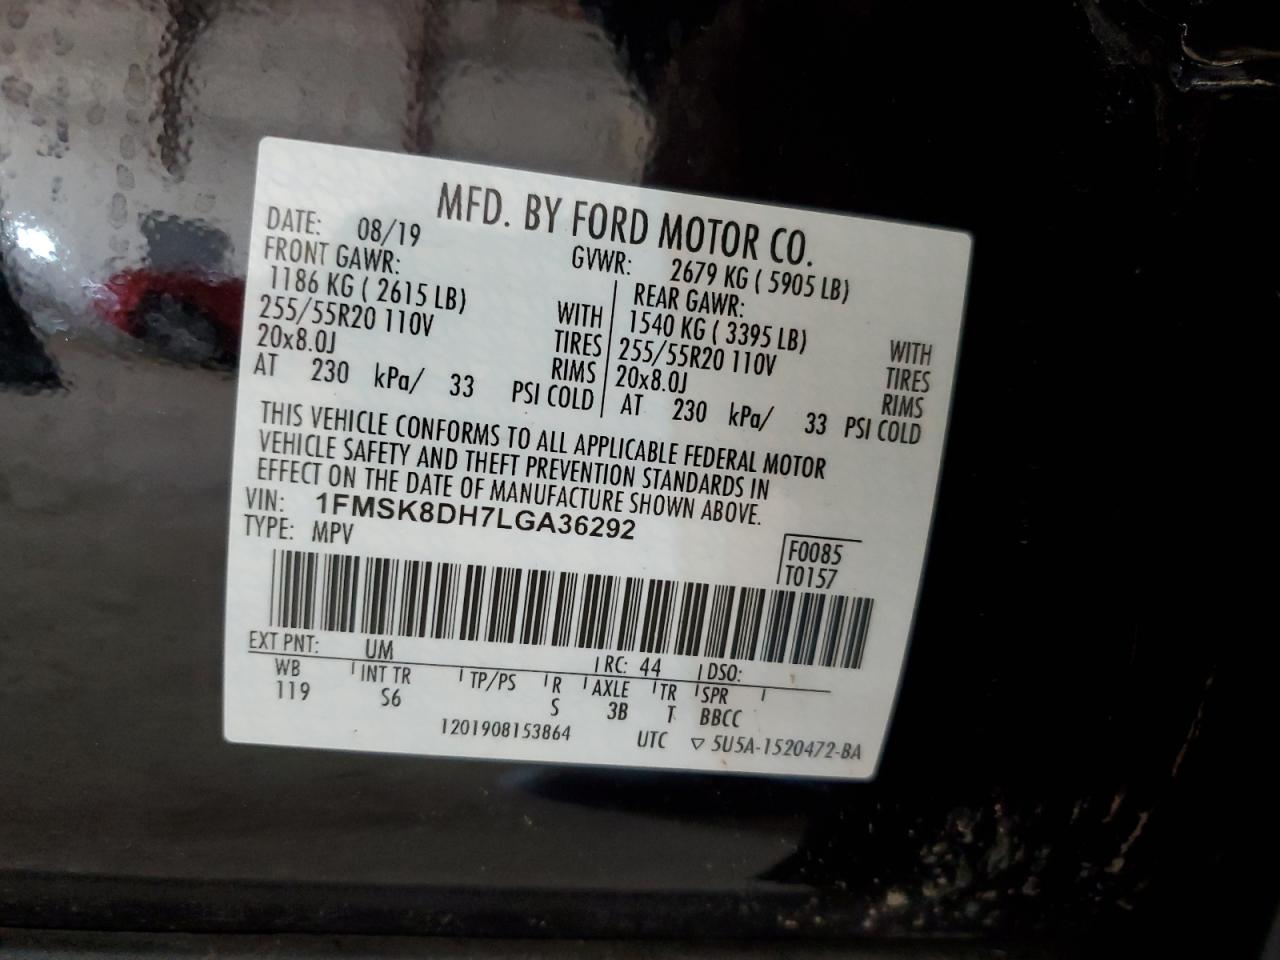 MFD. BY FORD MOTOR CO.
DATE: 08/19 GVWR: 2679 KG ( 5905 LB)
FRONT GAWR: REAR GAWR:
1186 KG ( 2615 LB) WITH 1540 KG ( 3395 LB) WITH
255/55R20 110V TIRES 255/55R20 110V TIRES
20x8.0J RIMS 20x8.0J RIMS
AT 230 kPa/ 33 PSI COLD AT 230 kPa/ 33 PSI COLD
THIS VEHICLE CONFORMS TO ALL APPLICABLE FEDERAL MOTOR
VEHICLE SAFETY AND THEFT PREVENTION STANDARDS IN
EFFECT ON THE DATE OF MANUFACTURE SHOWN ABOVE.
VIN: 1FMSK8DH7LGA36292
TYPE: MPV
F0085
T0157
EXT PNT: UM RC: 44 DSO:
WB INT TR TP/PS R AXLE TR SPR
119 S6 S 3B T BBCC
1201908153864 UTC ▽ 5U5A-1520472-BA